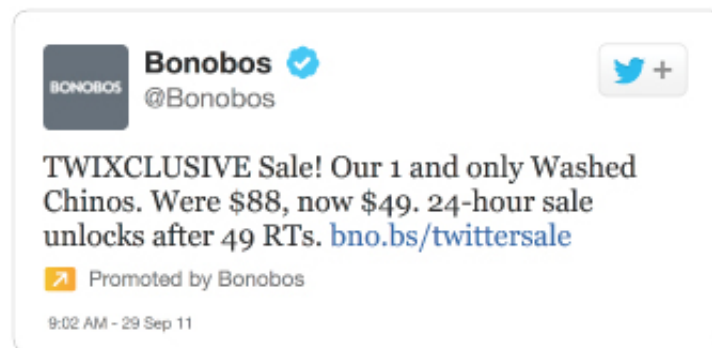 BONOBOS
Bonobos
@Bonobos
+
TWIXCLUSIVE Sale! Our 1 and only Washed
Chinos. Were $88, now $49. 24-hour sale
unlocks after 49 RTs. bno.bs/twittersale
Promoted by Bonobos
9:02 AM - 29 Sep 11